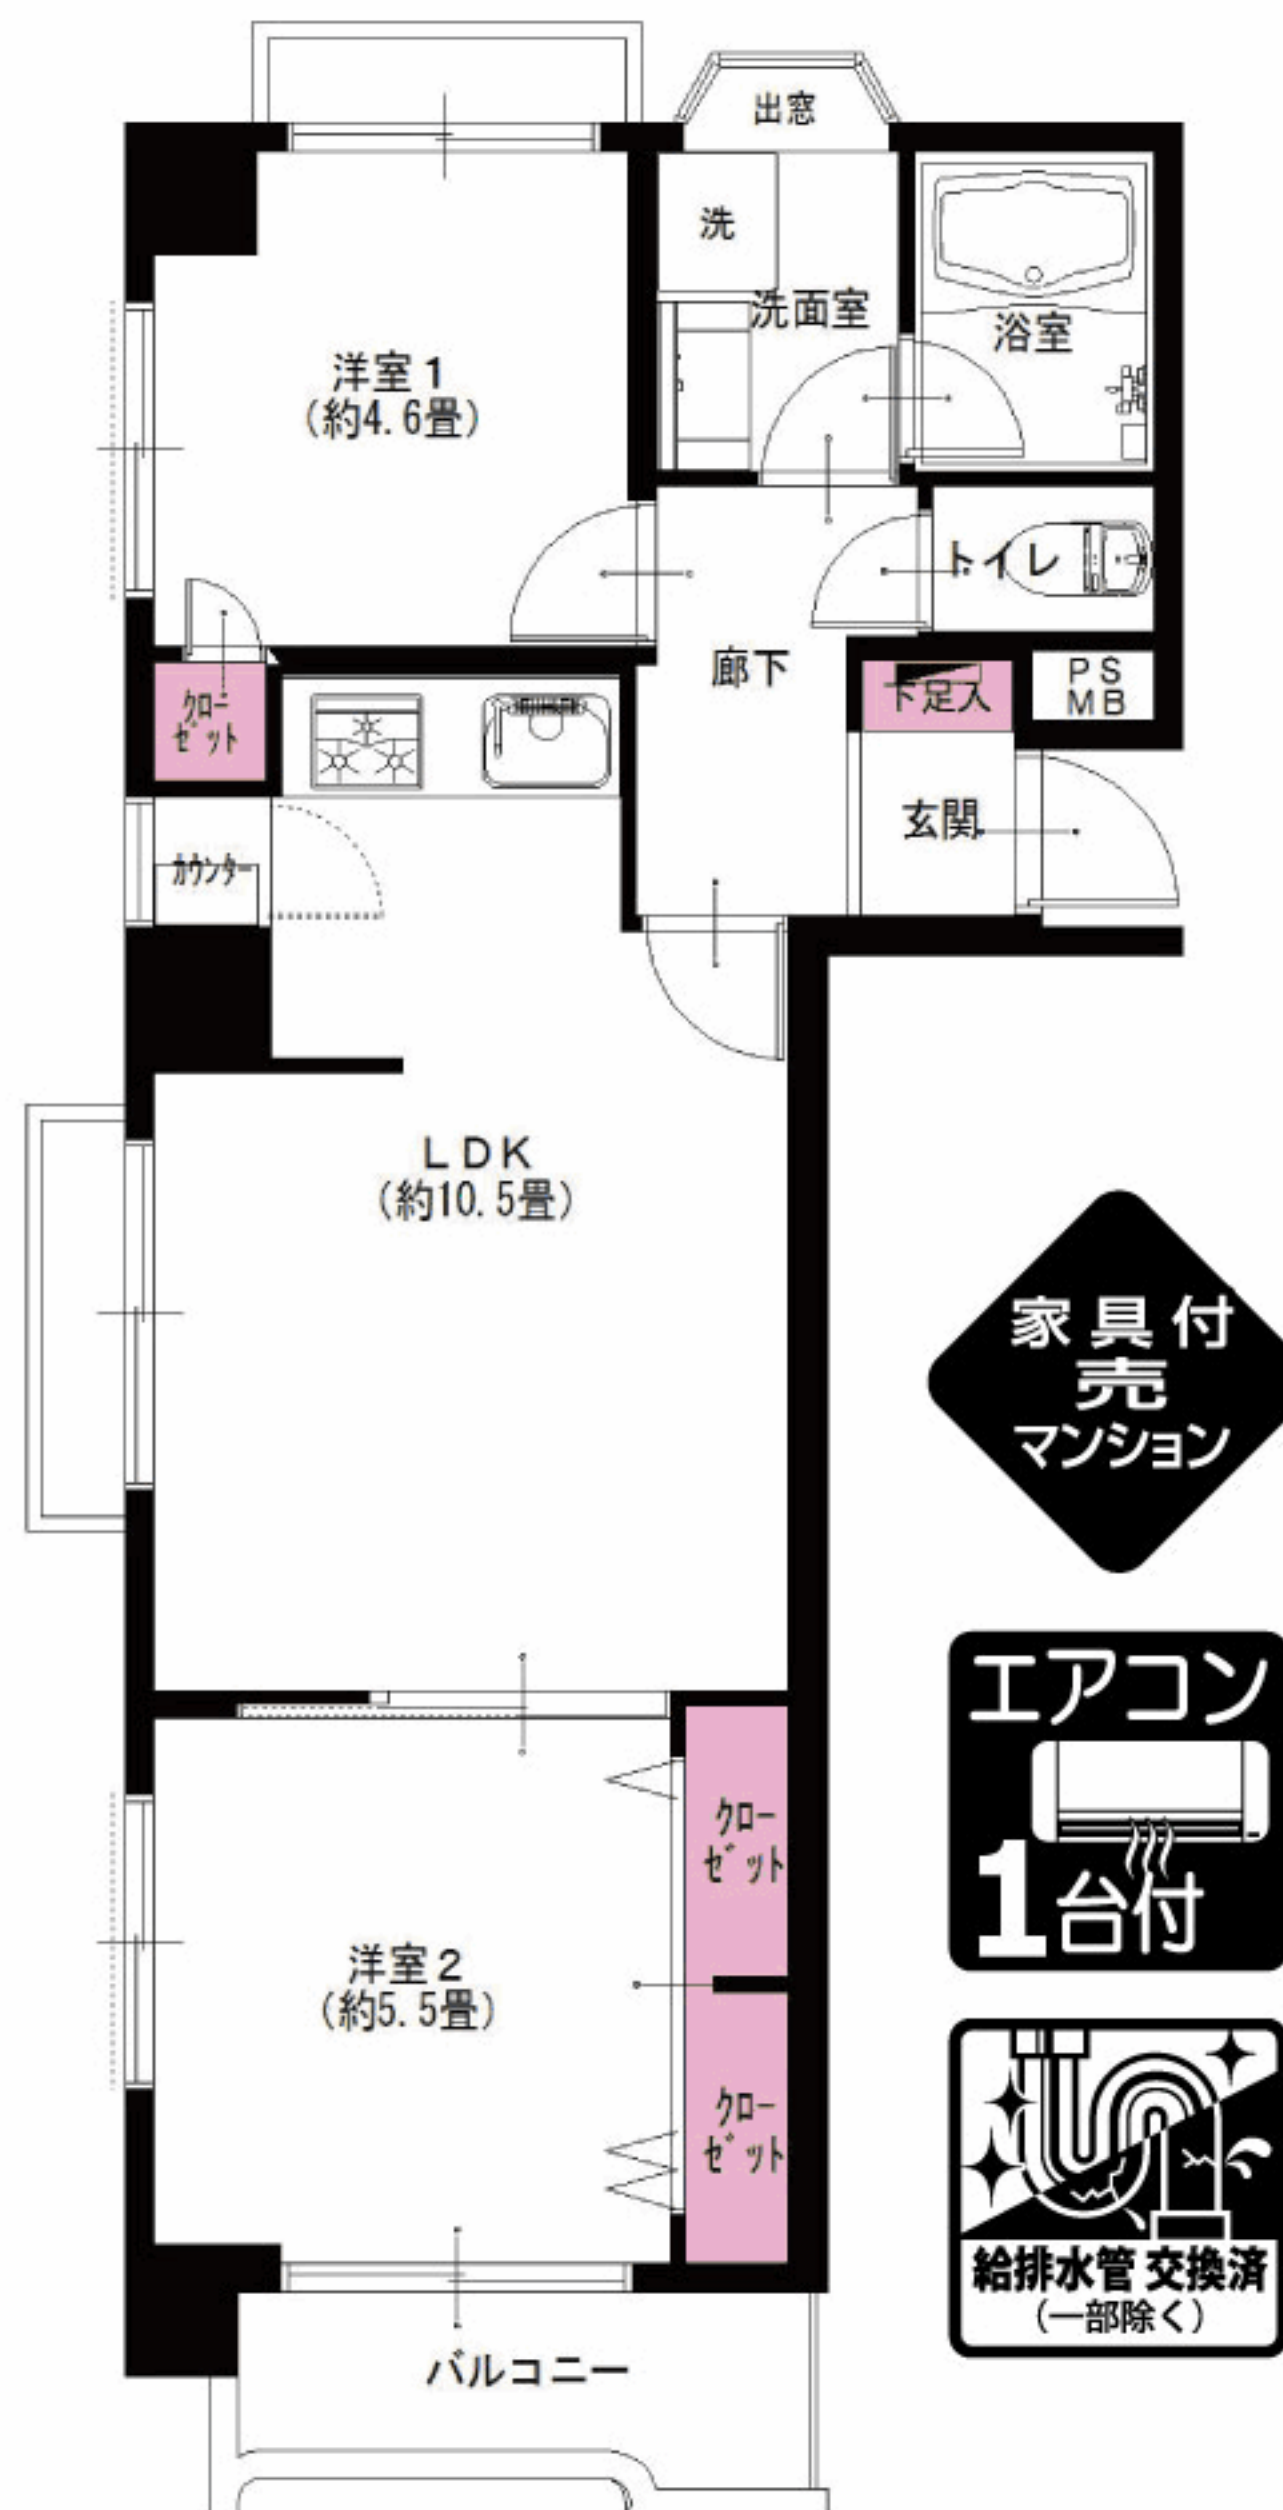 出窓
洗
洗面室
浴室
洋室1
(約4.6畳)
トイレ
廊下
下足入
PS
MB
クロー
ゼット
玄関
カウンター
LDK
(約10.5畳)
家具付
売
マンション
エアコン
1台付
クロー
ゼット
洋室2
(約5.5畳)
クロー
ゼット
給排水管 交換済
(一部除く)
バルコニー